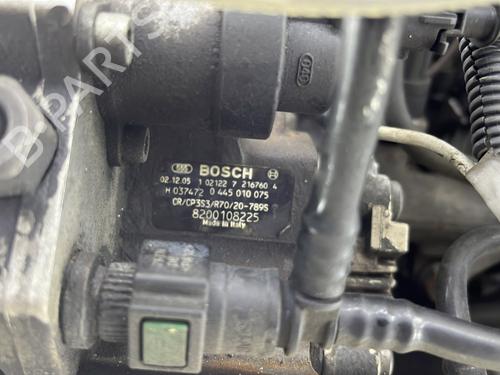 BOSCH
02.12.05 1 02122 7 216760 4
H 037472 0 445 010 075
CR/CP3S3/R70/20-789S
8200108225
Made in Italy